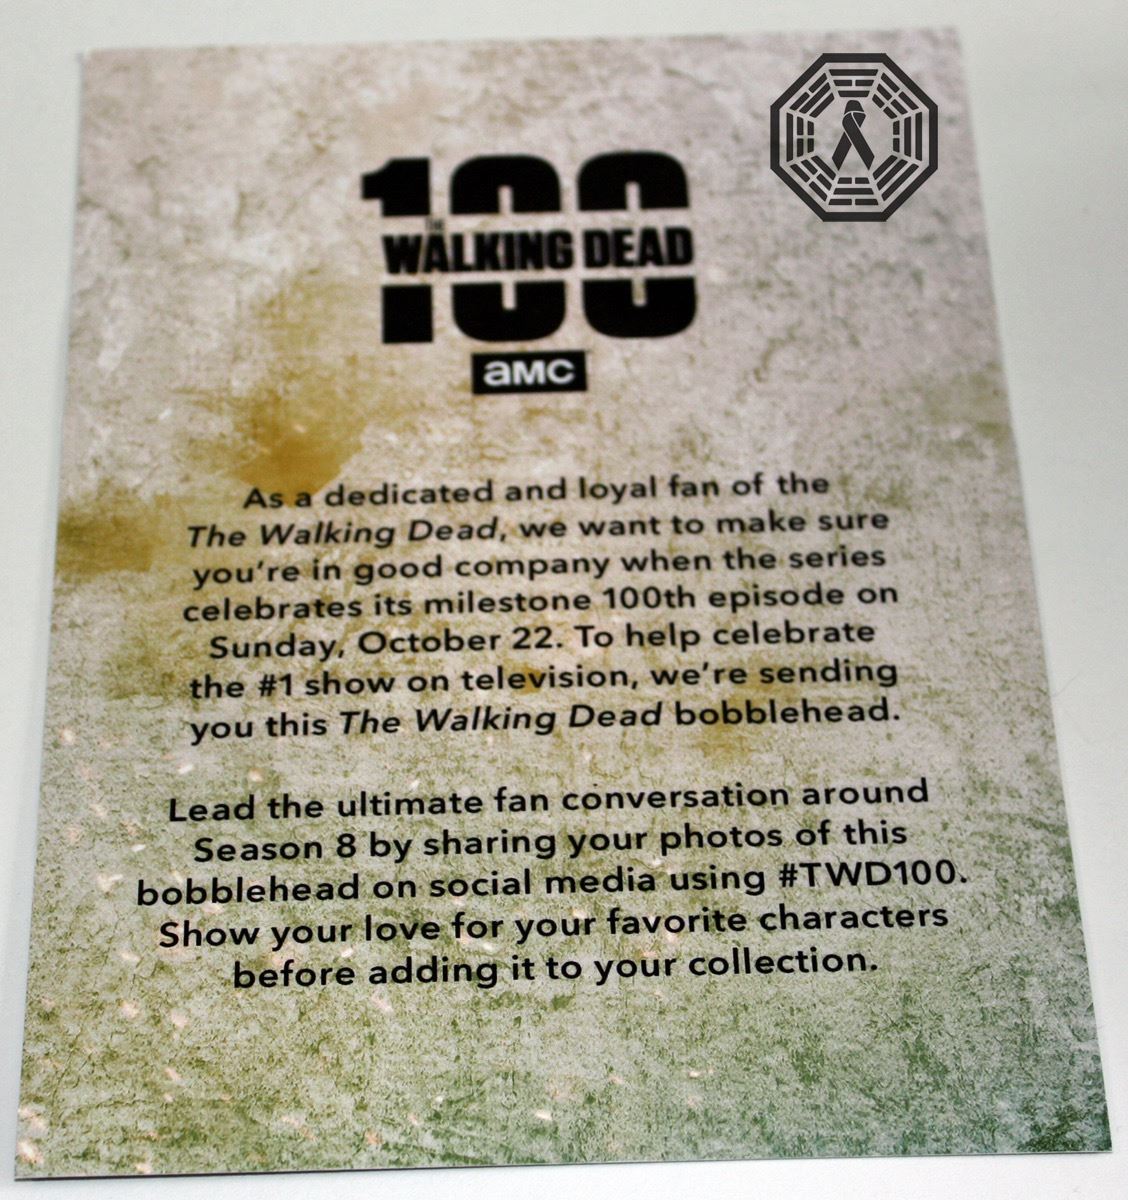 100
THE
WALKING DEAD
aMC
As a dedicated and loyal fan of the
The Walking Dead, we want to make sure
you're in good company when the series
celebrates its milestone 100th episode on
Sunday, October 22. To help celebrate
the #1 show on television, we're sending
you this The Walking Dead bobblehead.
Lead the ultimate fan conversation around
Season 8 by sharing your photos of this
bobblehead on social media using #TWD100.
Show your love for your favorite characters
before adding it to your collection.